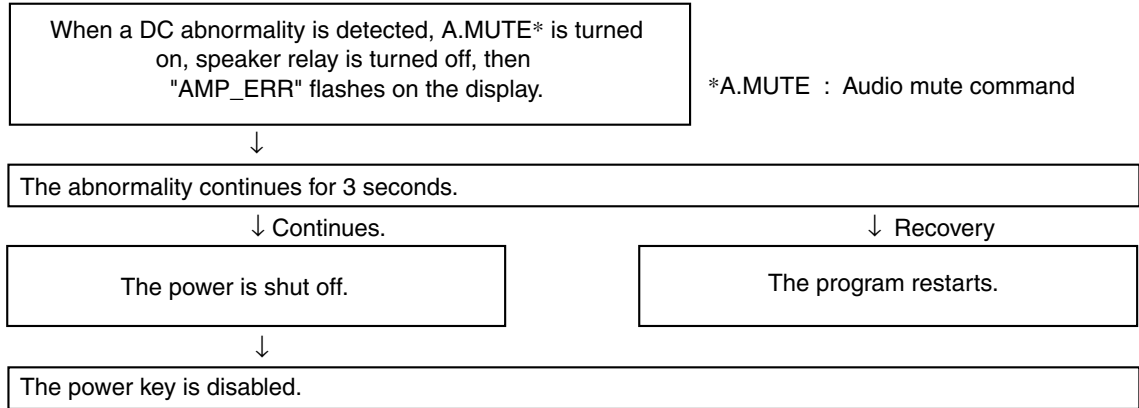 When a DC abnormality is detected, A.MUTE* is turned
on, speaker relay is turned off, then
"AMP_ERR" flashes on the display.
*A.MUTE : Audio mute command
↓
The abnormality continues for 3 seconds.
↓ Continues.
↓ Recovery
The power is shut off.
The program restarts.
↓
The power key is disabled.